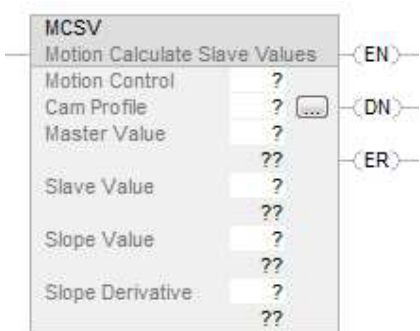 MCSV
Motion Calculate Slave Values (EN)
Motion Control ?
Cam Profile ? ... (DN)
Master Value ?
?? (ER)
Slave Value ?
??
Slope Value ?
??
Slope Derivative ?
??